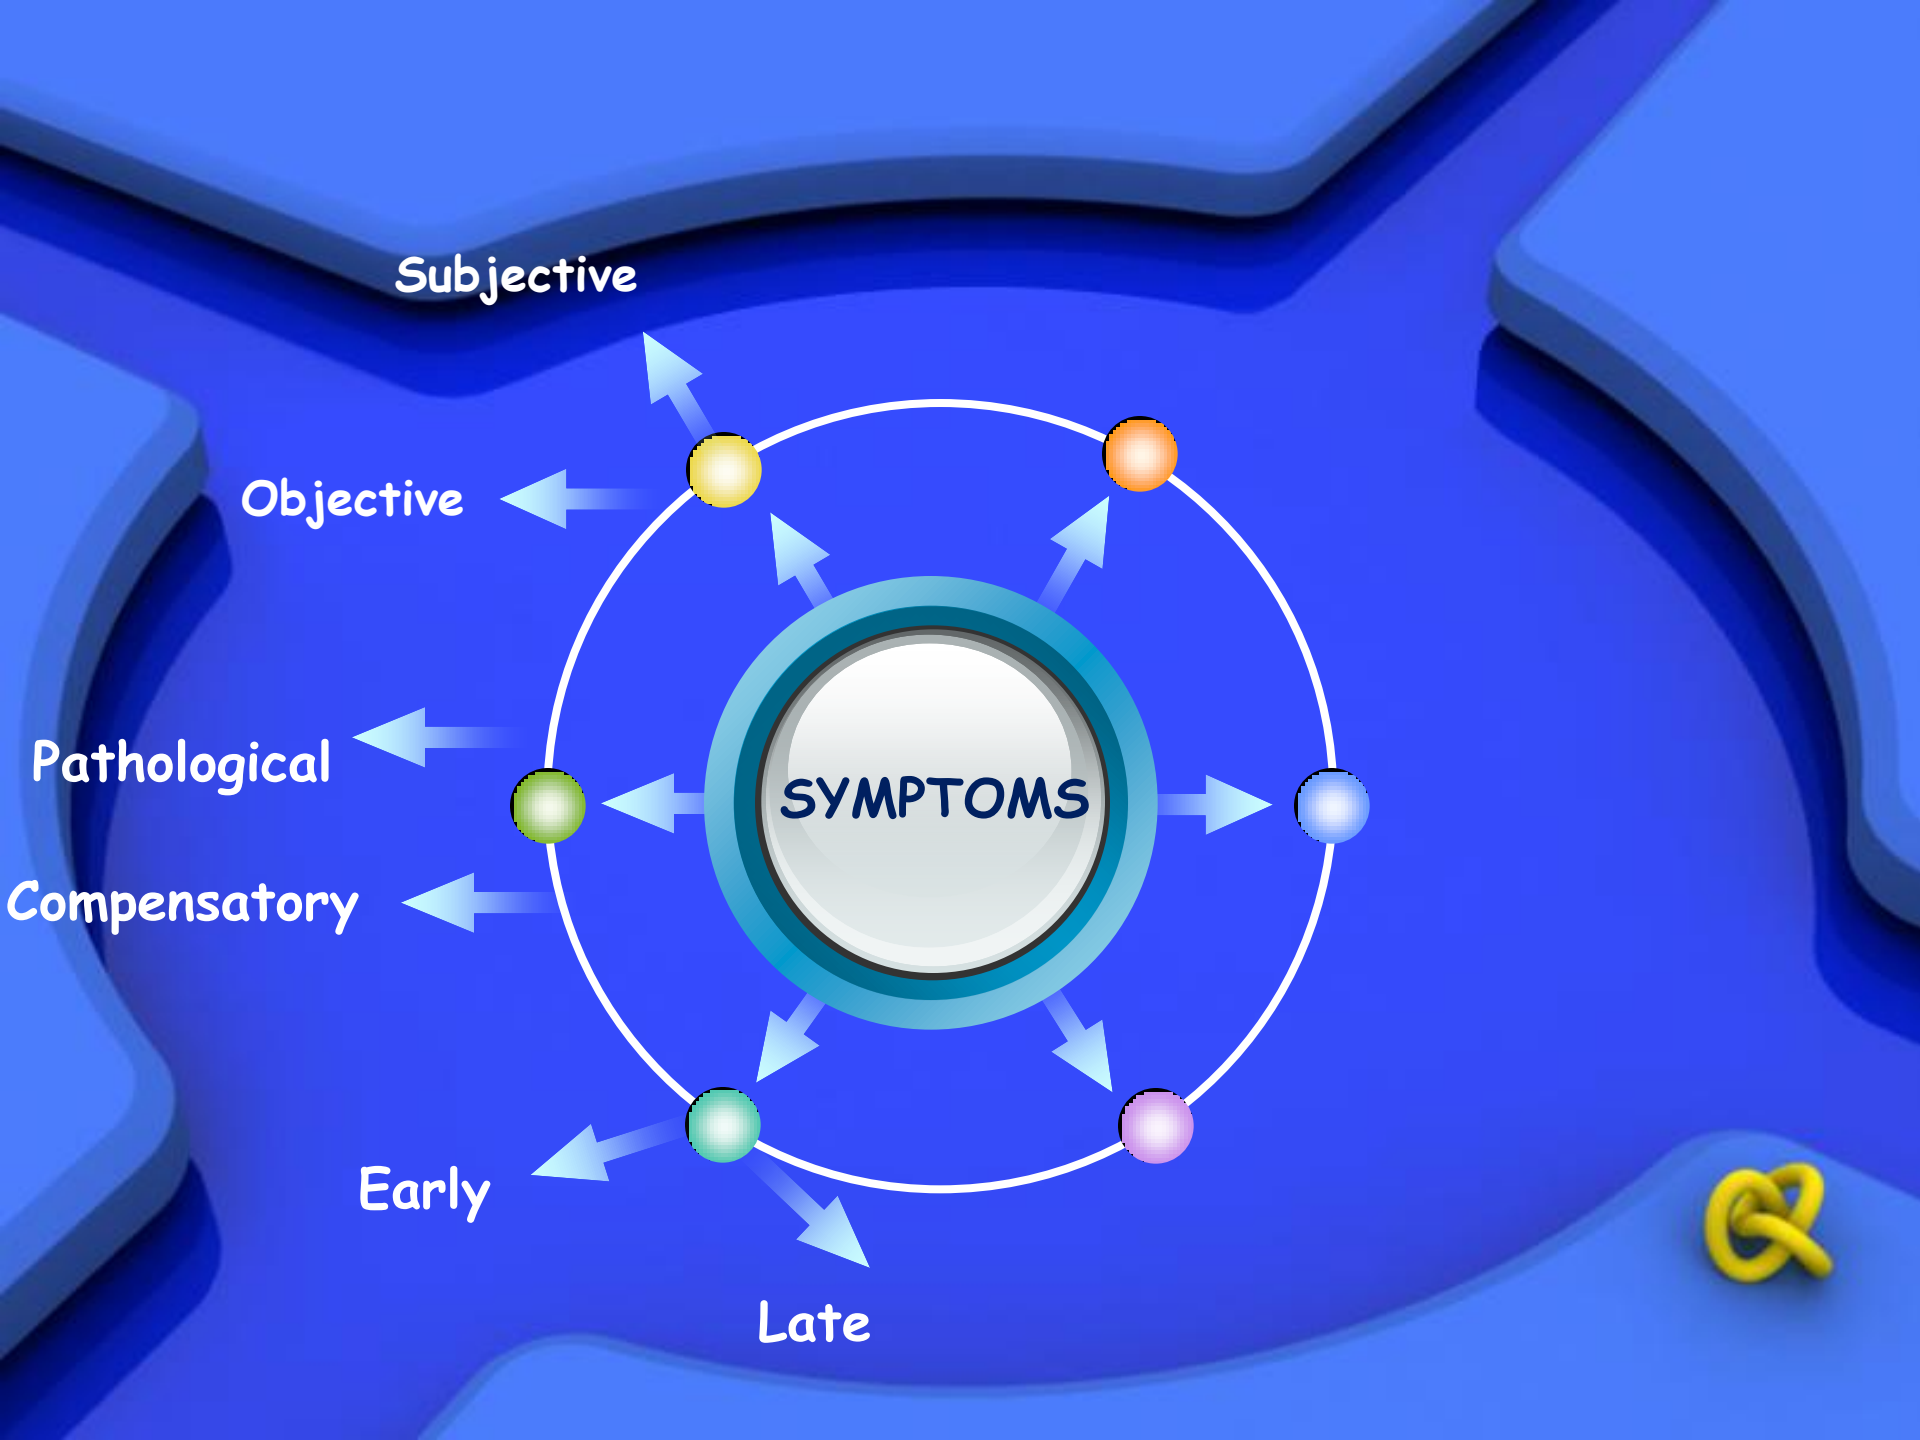 Subjective
Objective
Pathological
SYMPTOMS
Compensatory
Early
Late